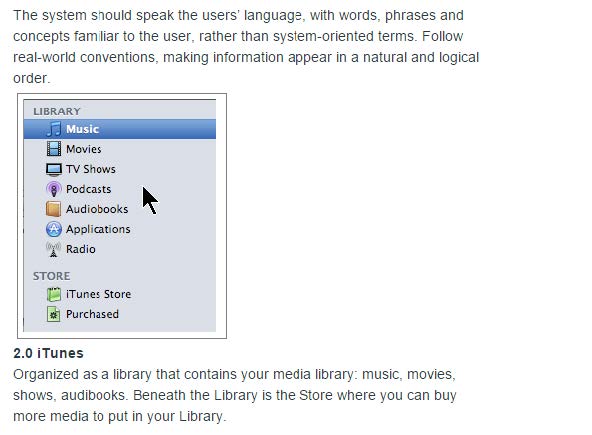 The system should speak the users' language, with words, phrases and
concepts familiar to the user, rather than system-oriented terms. Follow
real-world conventions, making information appear in a natural and logical
order.
LIBRARY
Music
Movies
TV Shows
Podcasts
Audiobooks
Applications
Radio
STORE
iTunes Store
Purchased
2.0 iTunes
Organized as a library that contains your media library: music, movies,
shows, audibooks. Beneath the Library is the Store where you can buy
more media to put in your Library.